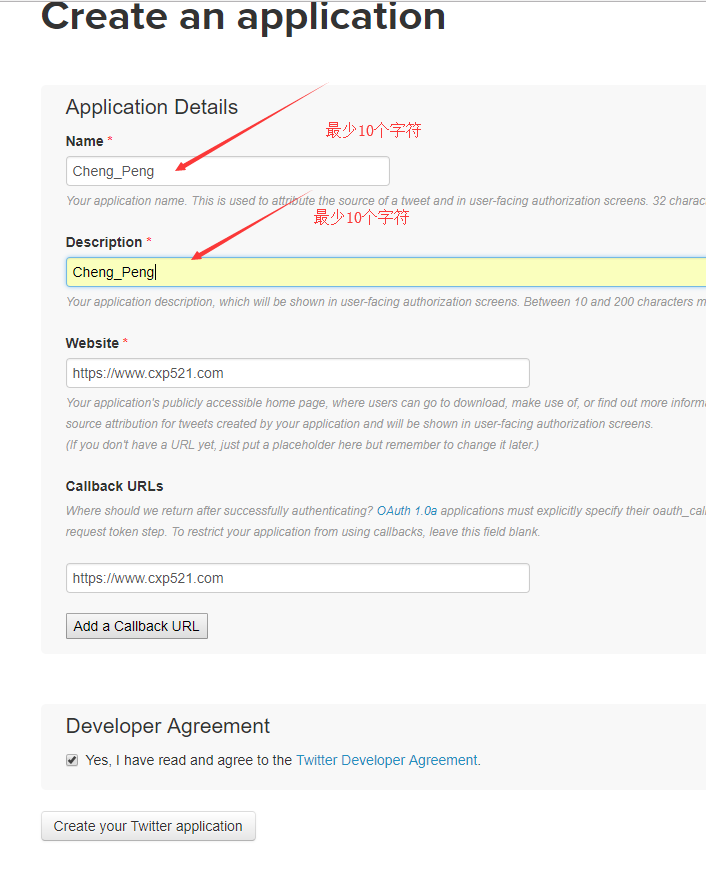 Create an application
Application Details
最少10个字符
Name *
Cheng_Peng
Your application name. This is used to attribute the source of a tweet and in user-facing authorization screens. 32
最少10个字符
Description *
Cheng_Peng
Your application description, which will be shown in user-facing authorization screens. Between 10 and 200 characters
Website *
https://www.cxp521.com
Your application's publicly accessible home page, where users can go to download, make use of, or find out more
source attribution for tweets created by your application and will be shown in user-facing authorization screens.
(If you don't have a URL yet, just put a placeholder here but remember to change it later.)
Callback URLs
Where should we return after successfully authenticating? OAuth 1.0a applications must explicitly specify their
request token step. To restrict your application from using callbacks, leave this field blank.
https://www.cxp521.com
Add a Callback URL
Developer Agreement
Yes, I have read and agree to the Twitter Developer Agreement.
Create your Twitter application